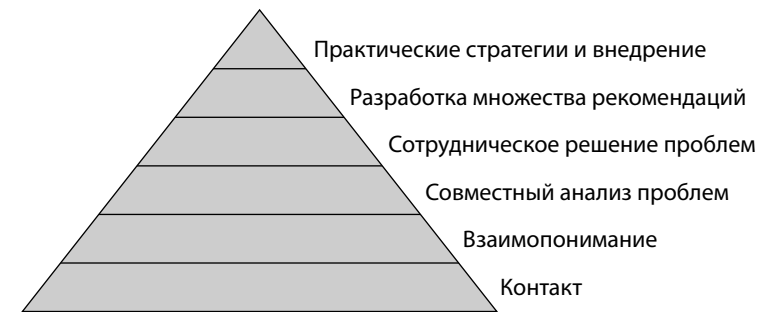 Практические стратегии и внедрение
Разработка множества рекомендаций
Сотрудническое решение проблем
Совместный анализ проблем
Взаимопонимание
Контакт